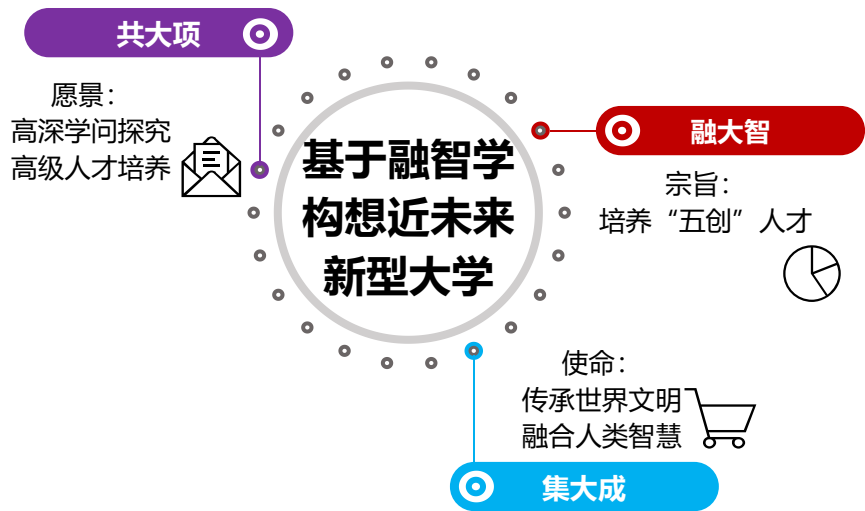 共大项
愿景：
高深学问探究
高级人才培养
基于融智学
构想近未来
新型大学
融大智
宗旨：
培养“五创”人才
使命：
传承世界文明
融合人类智慧
集大成